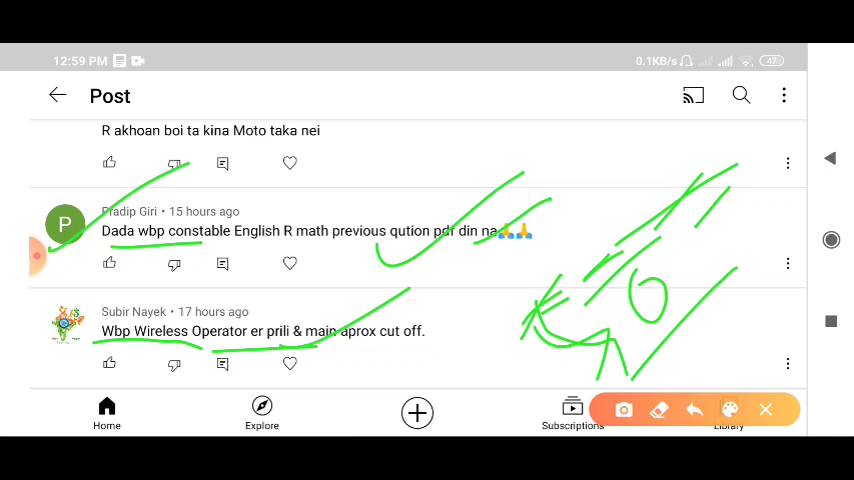 12:59 PM 0.1KB/s 47
Post
R akhoan boi ta kina Moto taka nei
P Pradip Giri • 15 hours ago
Dada wbp constable English R math previous qution pdf din na🙏🙏
Subir Nayek • 17 hours ago
Wbp Wireless Operator er prili & main aprox cut off.
Home Explore Subscriptions Library